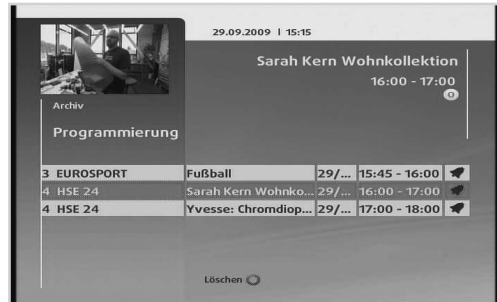 29.09.2009 | 15:15
Sarah Kern Wohnkollektion
16:00 - 17:00
Archiv
Programmierung
3 EUROSPORT Fußball 29/... 15:45 - 16:00
4 HSE 24 Sarah Kern Wohnko... 29/... 16:00 - 17:00
4 HSE 24 Yvesse: Chromdiop... 29/... 17:00 - 18:00
Löschen